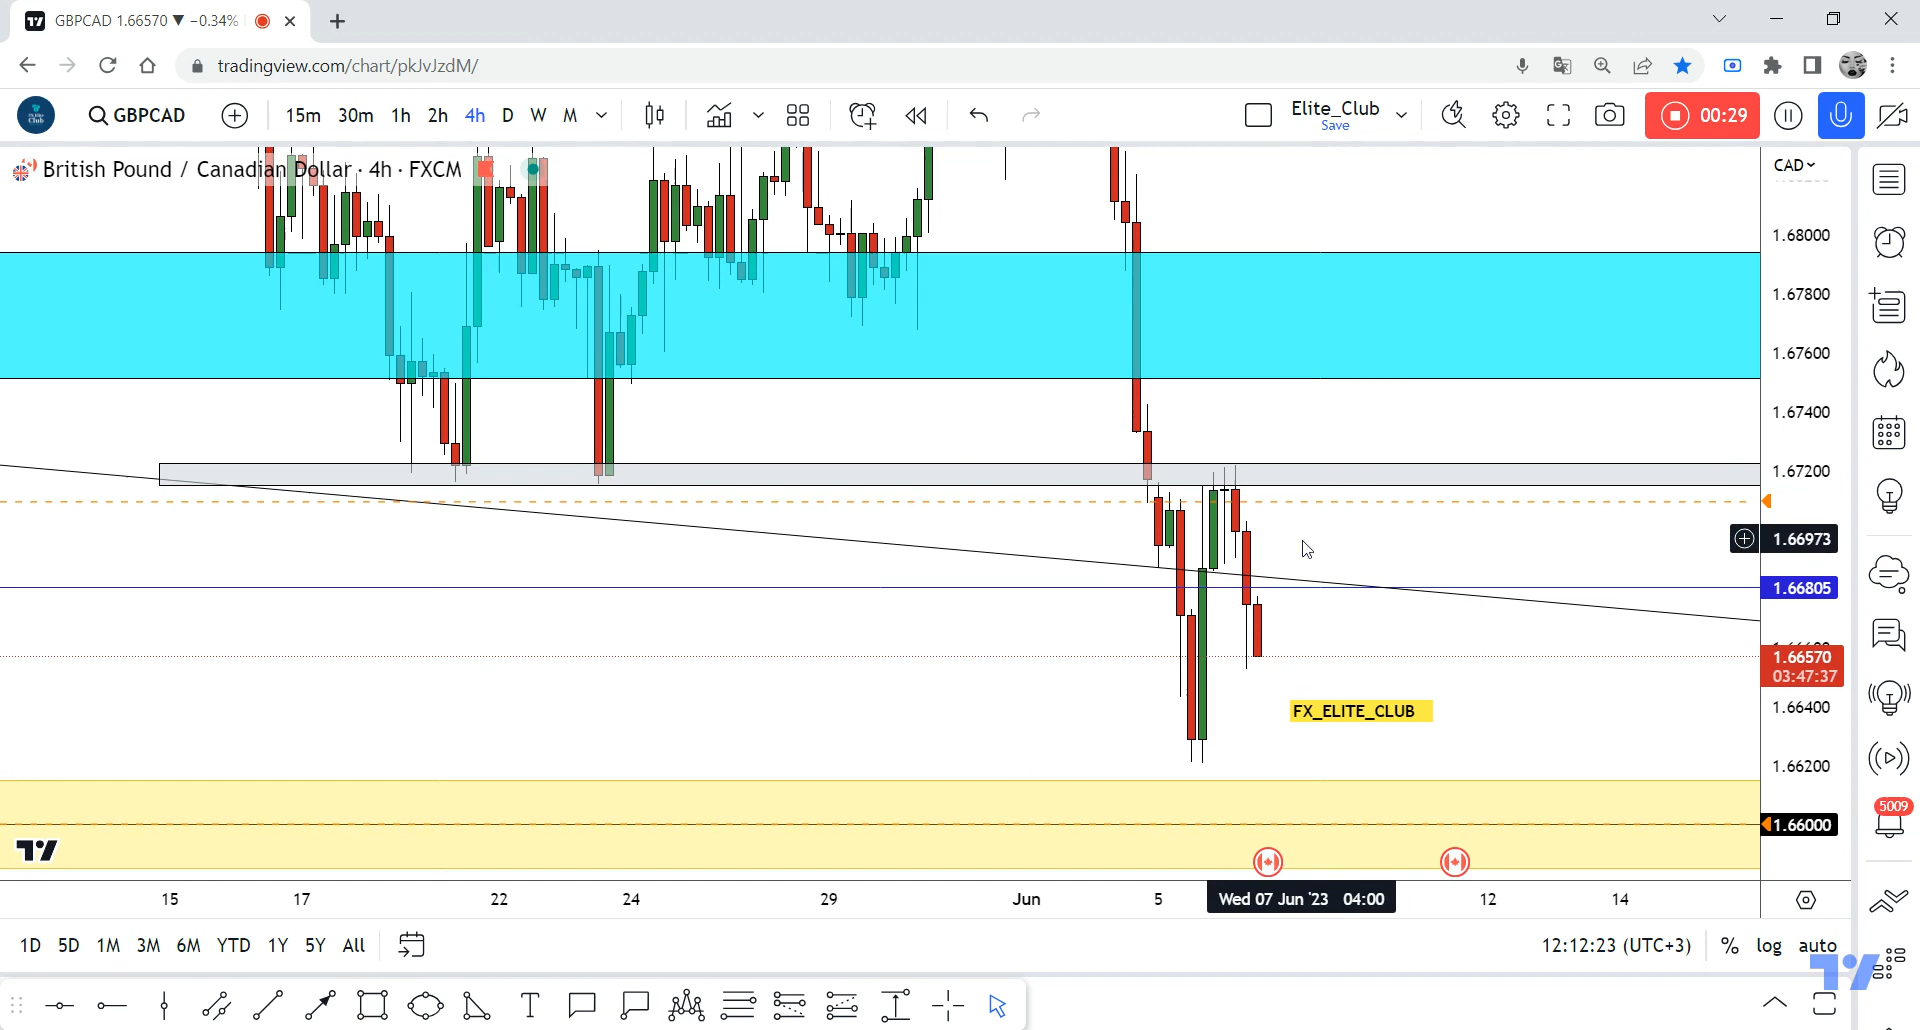 GBPCAD 1.66570 ▼ −0.34%
tradingview.com/chart/pkJvJzdM/
GBPCAD 15m 30m 1h 2h 4h D W M Elite_Club Save 00:29
British Pound / Canadian Dollar · 4h · FXCM
CAD
1.68000
1.67800
1.67600
1.67400
1.67200
1.66973
1.66805
1.66570
03:47:37
FX_ELITE_CLUB
1.66400
1.66200
1.66000
5009
15 17 22 24 29 Jun 5 Wed 07 Jun '23 04:00 12 14
1D 5D 1M 3M 6M YTD 1Y 5Y All 12:12:23 (UTC+3) % log auto